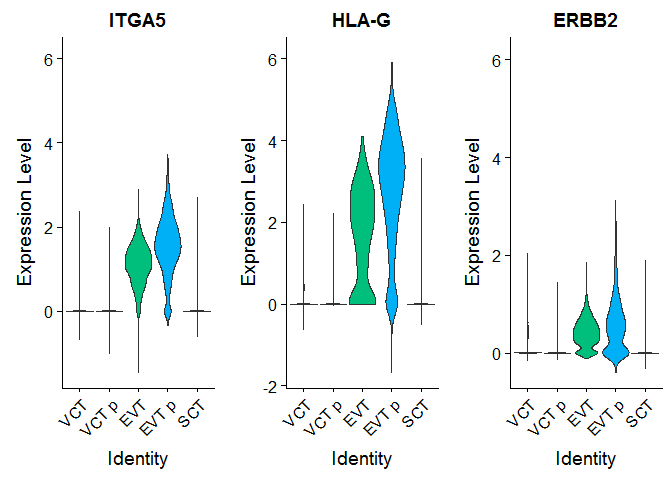 ITGA5
HLA-G
ERBB2
Expression Level
6
4
2
0
VCT
VCT p
EVT
EVT p
SCT
Identity
Expression Level
6
4
2
0
-2
VCT
VCT p
EVT
EVT p
SCT
Identity
Expression Level
6
4
2
0
VCT
VCT p
EVT
EVT p
SCT
Identity